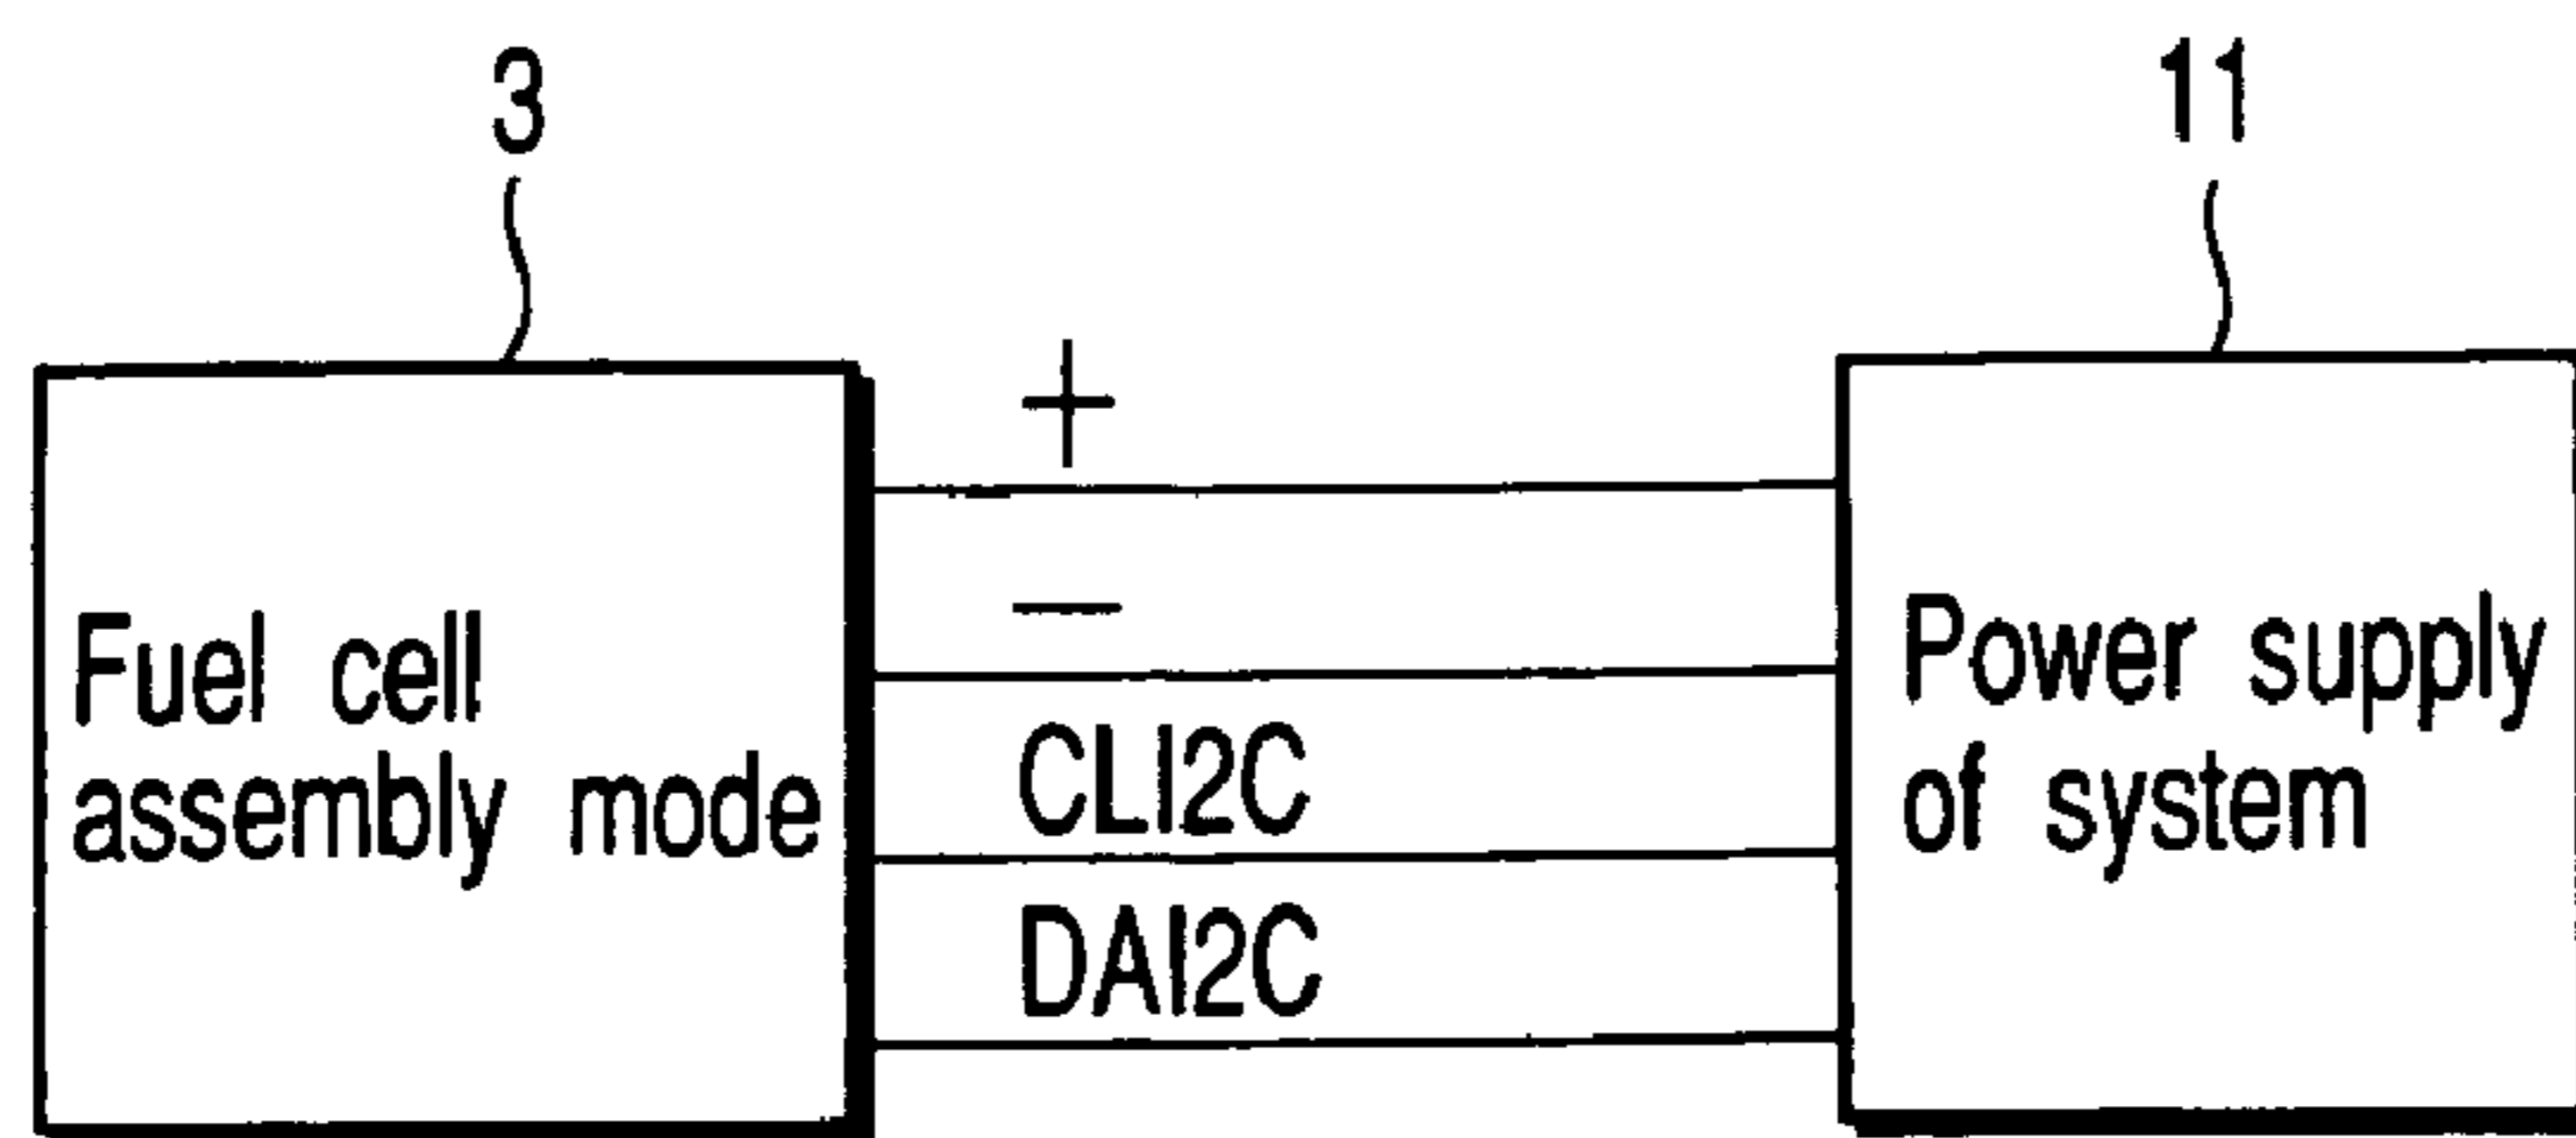 3
11
+
−
Fuel cell
assembly mode
CLI2C
DAI2C
Power supply
of system